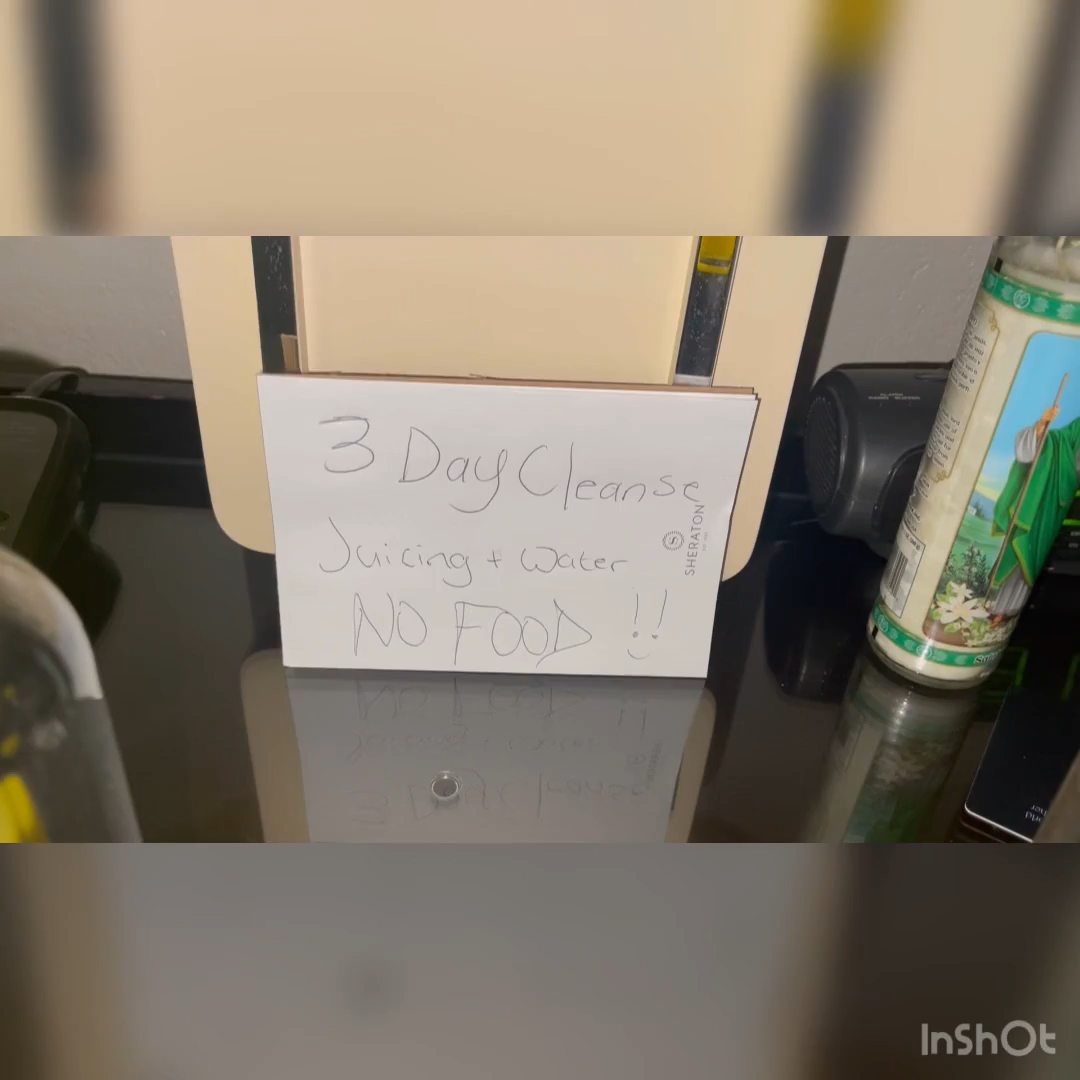 3 Day Cleanse
Juicing + Water
NO FOOD !!
SHERATON
InShOt